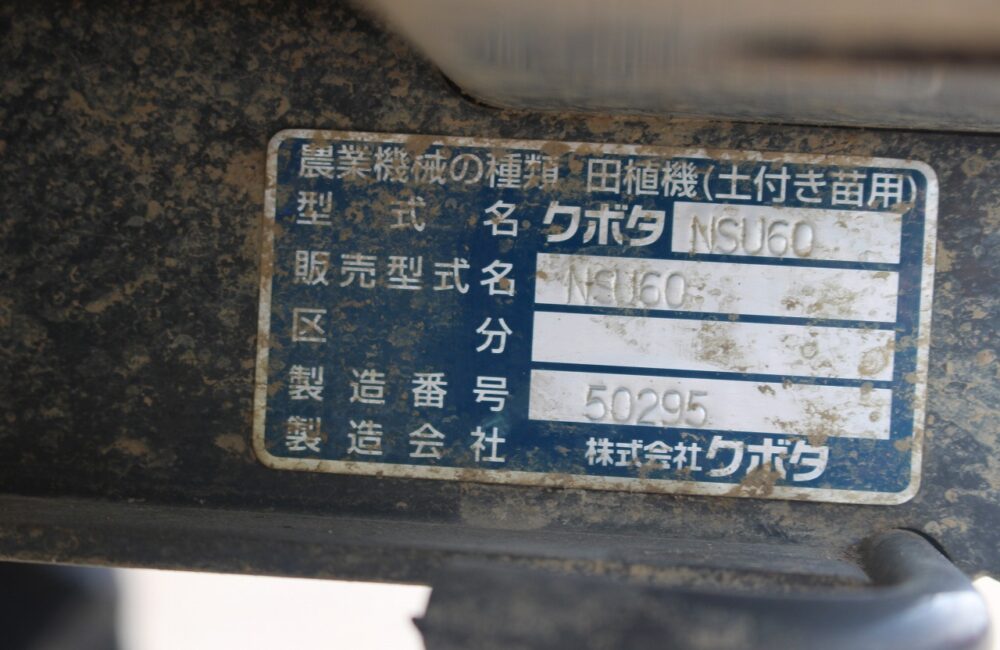 農業機械の種類 田植機(土付き苗用)
型式名 クボタ NSU60
販売型式名 NSU60
区分
製造番号 50295
製造会社 株式会社クボタ